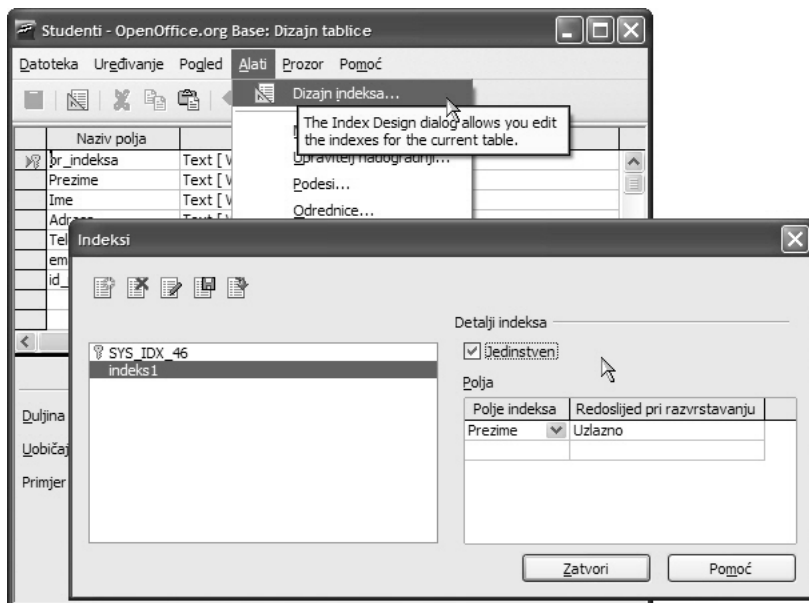 Studenti - OpenOffice.org Base: Dizajn tablice
Datoteka Uređivanje Pogled Alati Prozor Pomoć
Dizajn indeksa...
The Index Design dialog allows you edit
the indexes for the current table.
Naziv polja
br_indeksa Text [ V
Upravitelj nadogradnji...
Prezime Text [ V
Podesi...
Ime Text [ V
Odrednice...
Tel
em
id_
Indeksi
Detalji indeksa
SYS_IDX_46
Jedinstven
indeks1
Polja
Polje indeksa Redoslijed pri razvrstavanju
Prezime Uzlazno
Duljina
Uobičaj
Primjer
Zatvori Pomoć